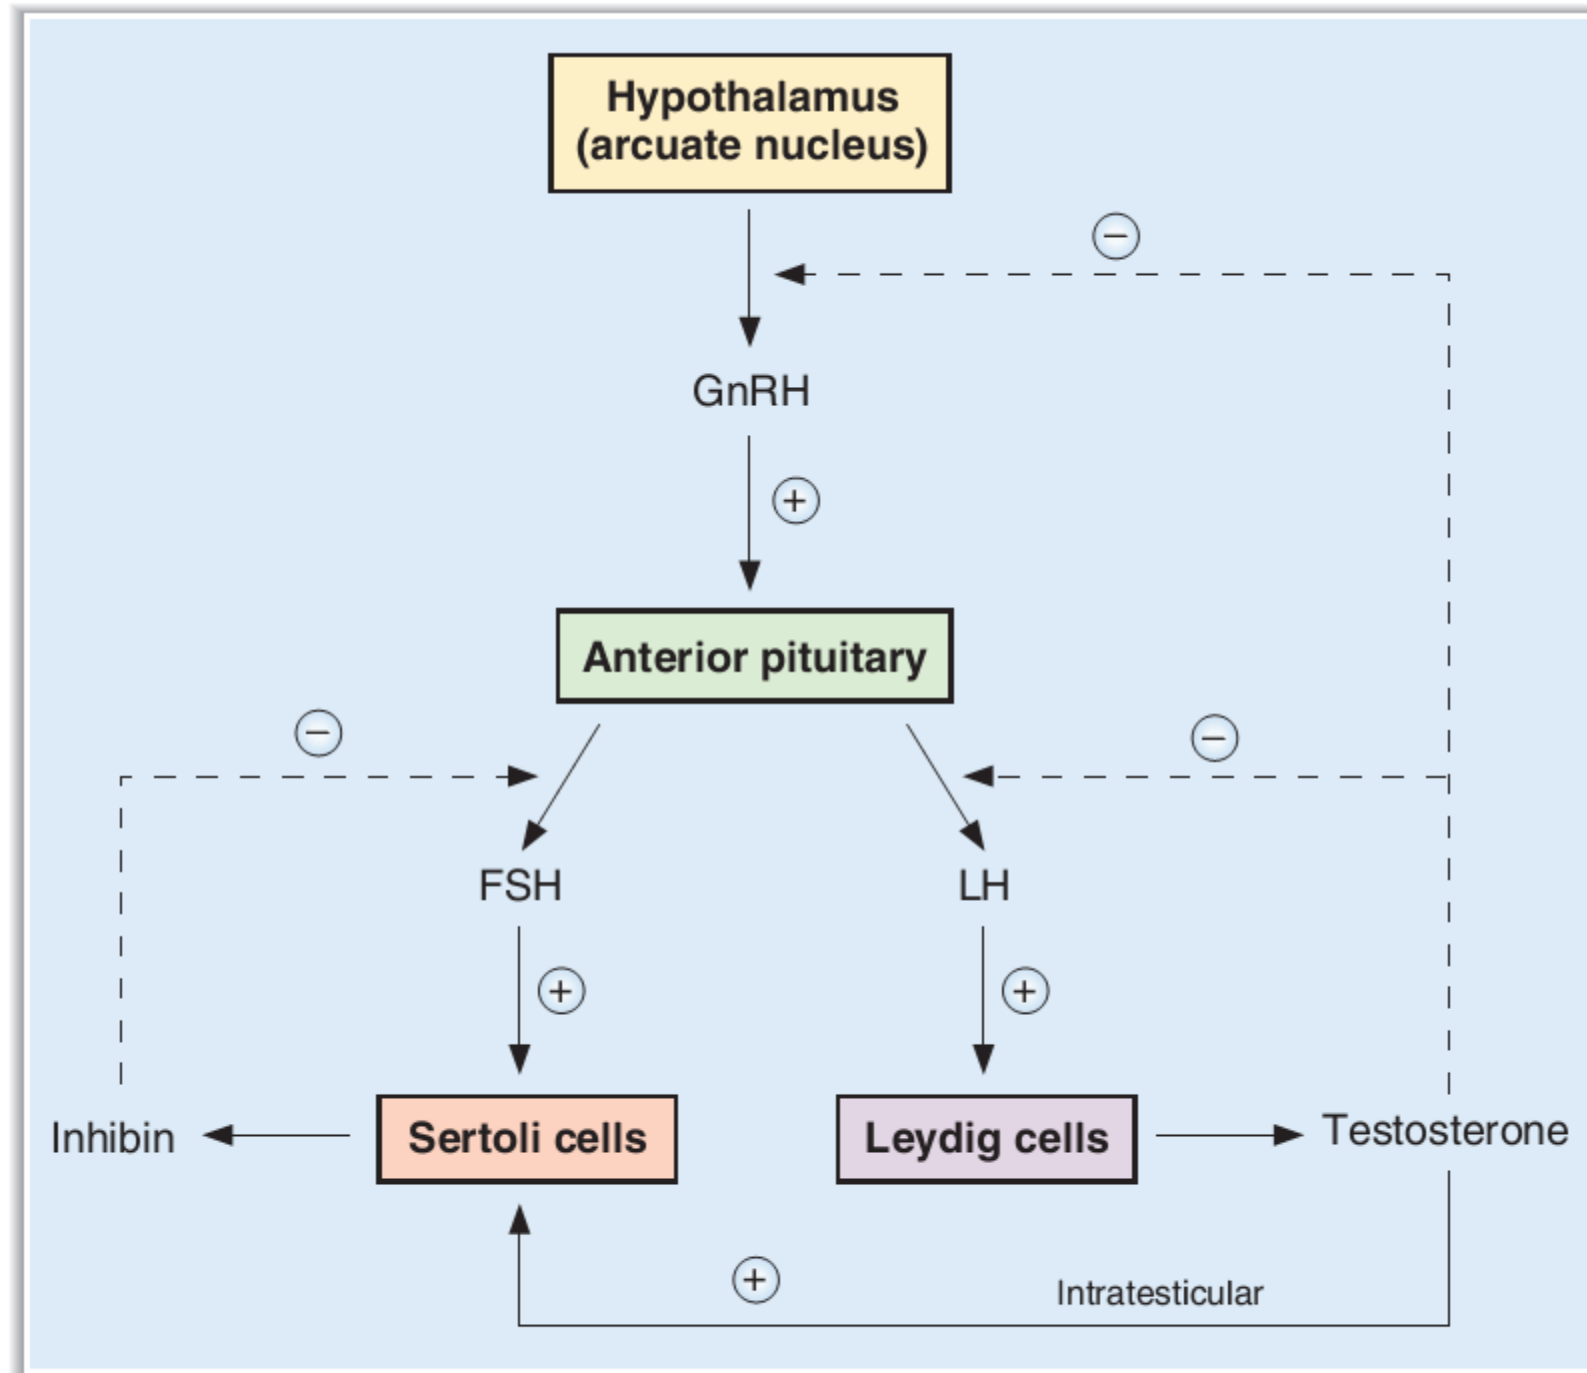 Hypothalamus
(arcuate nucleus)
−
GnRH
+
Anterior pituitary
−
−
FSH
LH
+
+
Inhibin
Sertoli cells
Leydig cells
Testosterone
+
Intratesticular